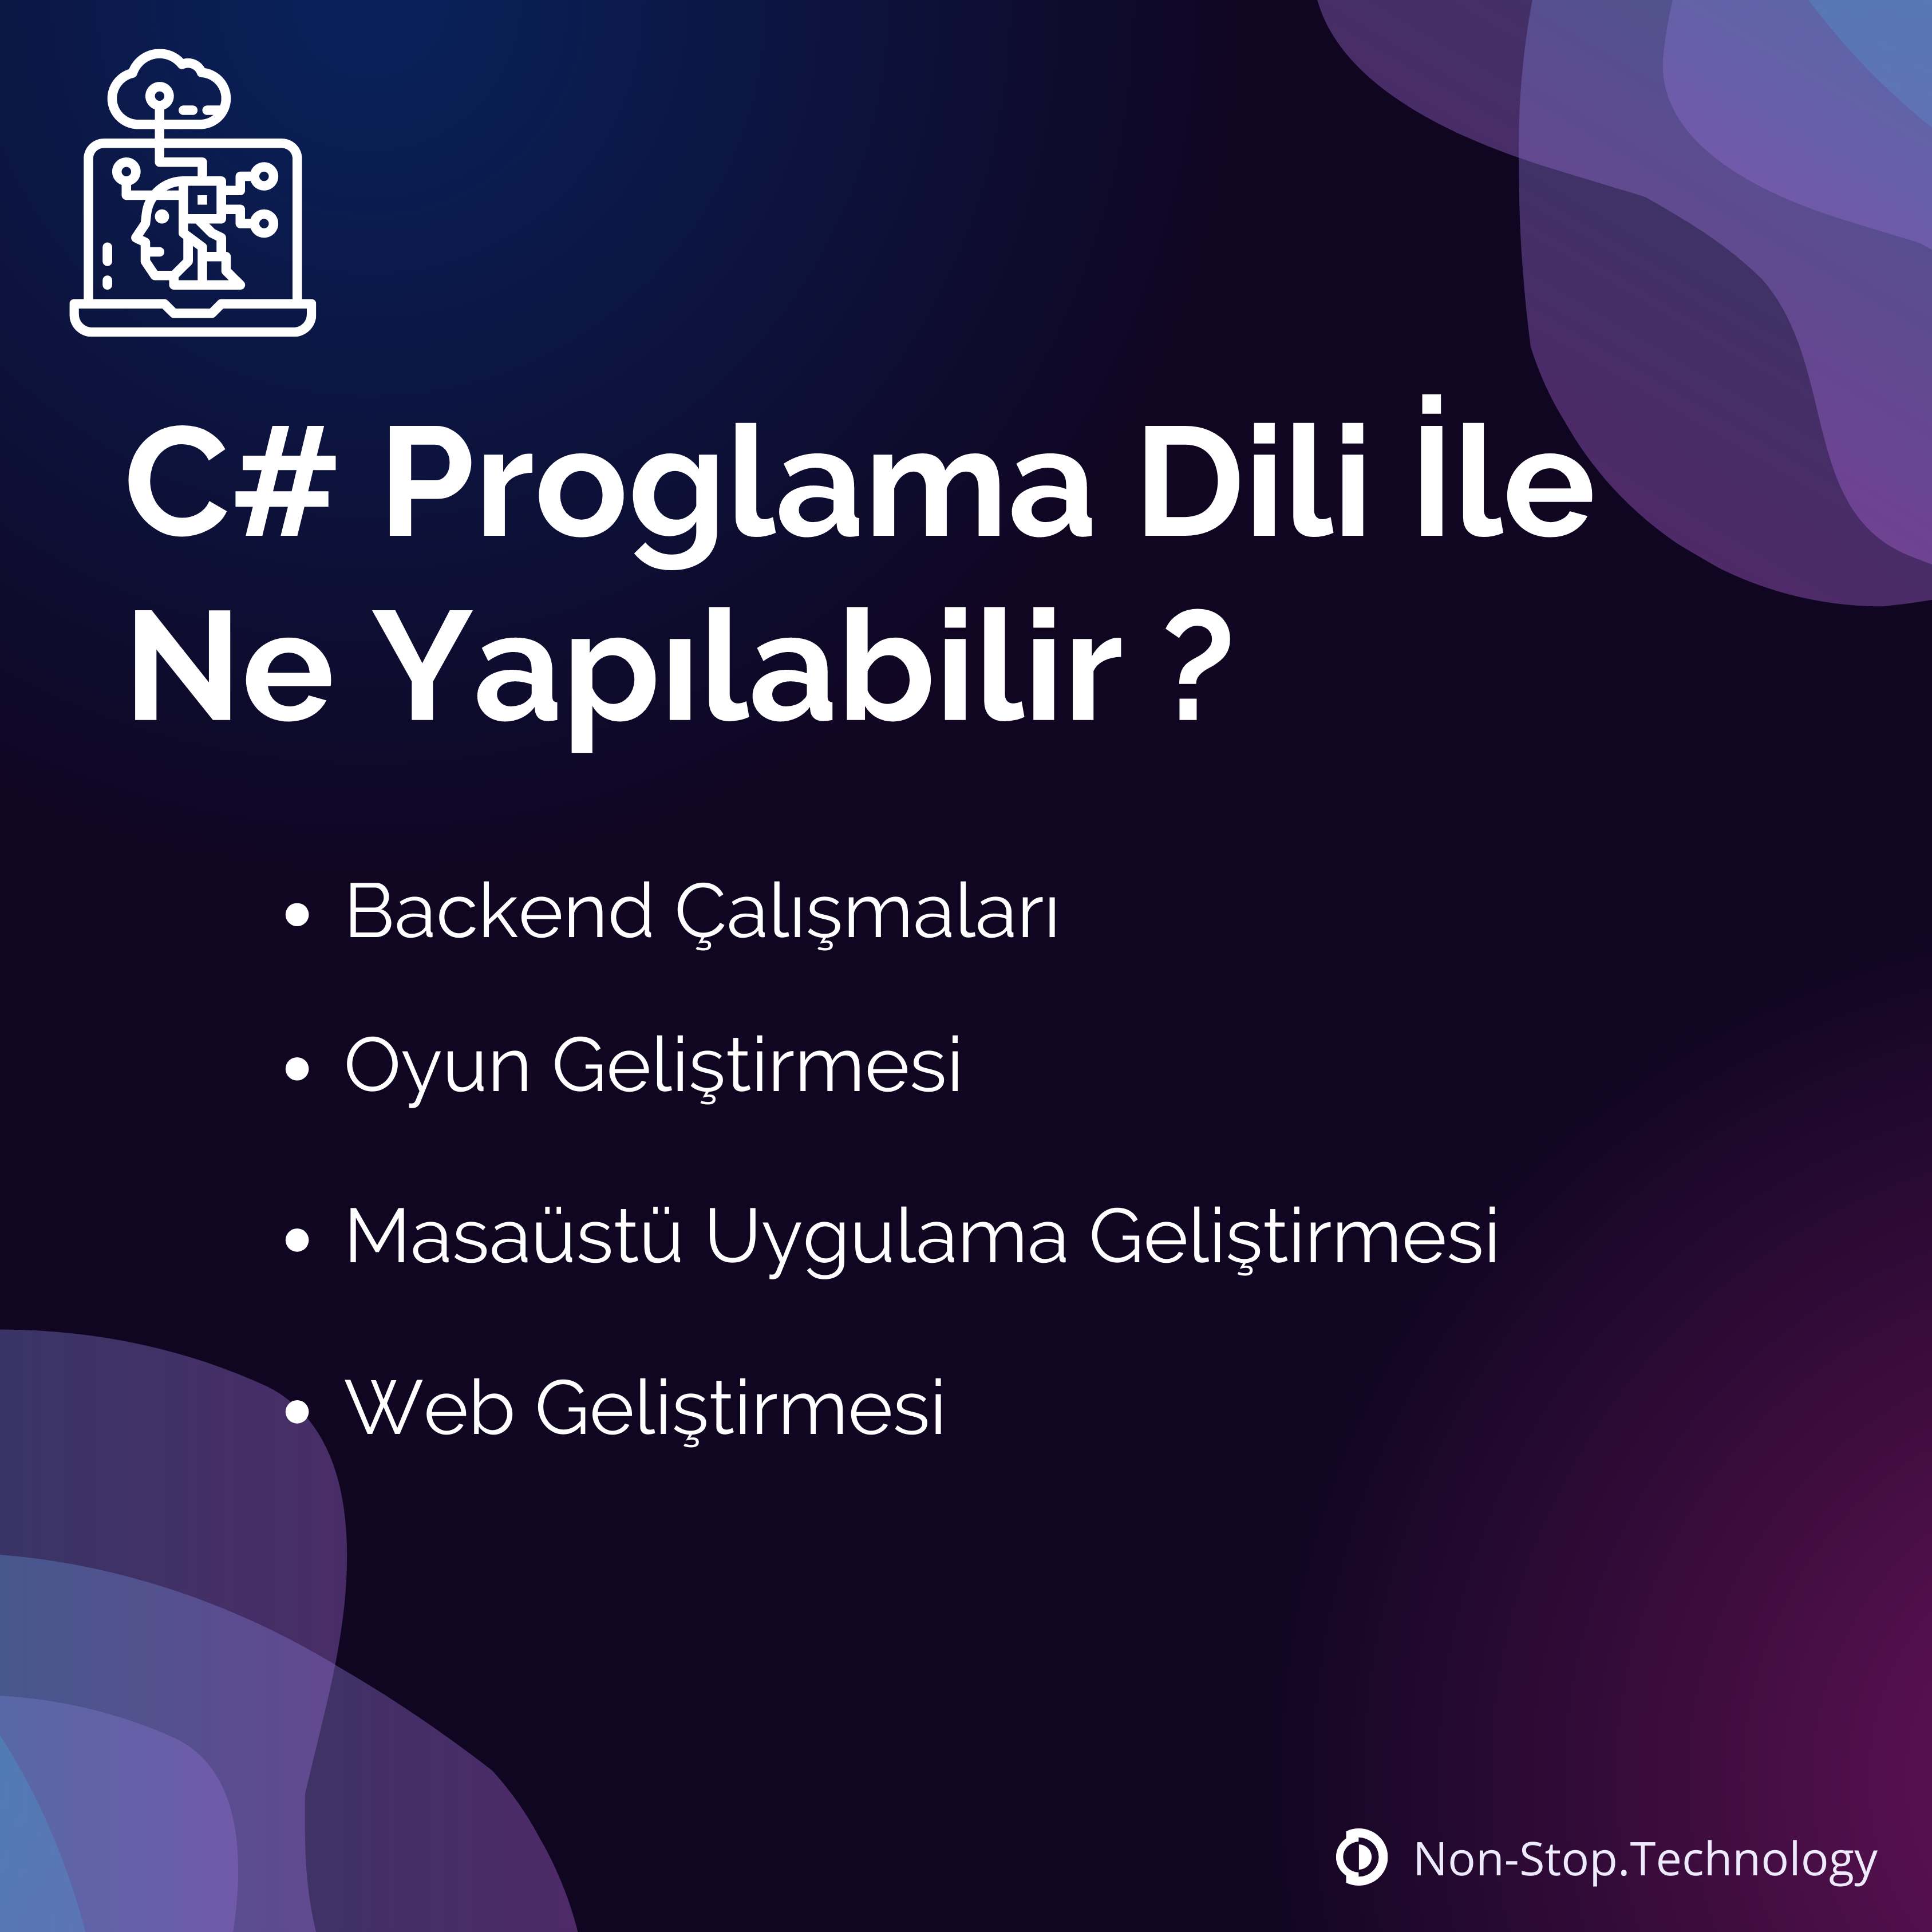 C# Proglama Dili İle
Ne Yapılabilir ?
• Backend Çalışmaları
• Oyun Geliştirmesi
• Masaüstü Uygulama Geliştirmesi
• Web Geliştirmesi
Non-Stop.Technology